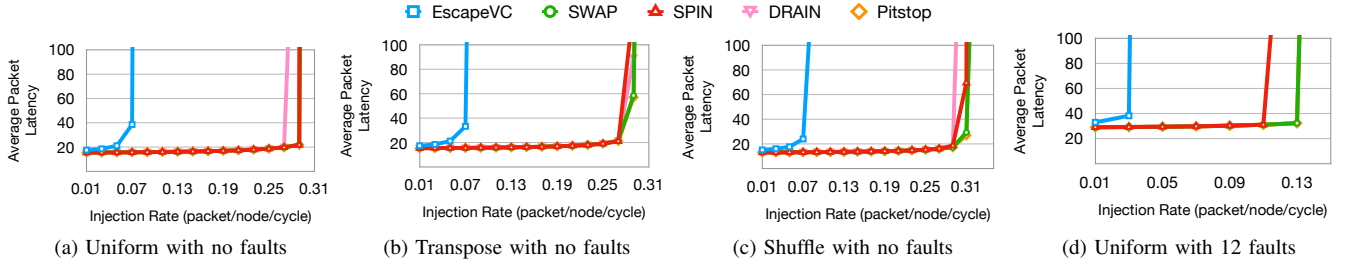 EscapeVC SWAP SPIN DRAIN Pitstop
Average Packet
Latency
100
80
60
40
20
0.01 0.07 0.13 0.19 0.25 0.31
Injection Rate (packet/node/cycle)
(a) Uniform with no faults
Average Packet
Latency
100
80
60
40
20
0.01 0.07 0.13 0.19 0.25 0.31
Injection Rate (packet/node/cycle)
(b) Transpose with no faults
Average Packet
Latency
100
80
60
40
20
0.01 0.07 0.13 0.19 0.25 0.31
Injection Rate (packet/node/cycle)
(c) Shuffle with no faults
Average Packet
Latency
100
80
60
40
20
0.01 0.05 0.09 0.13
Injection Rate (packet/node/cycle)
(d) Uniform with 12 faults